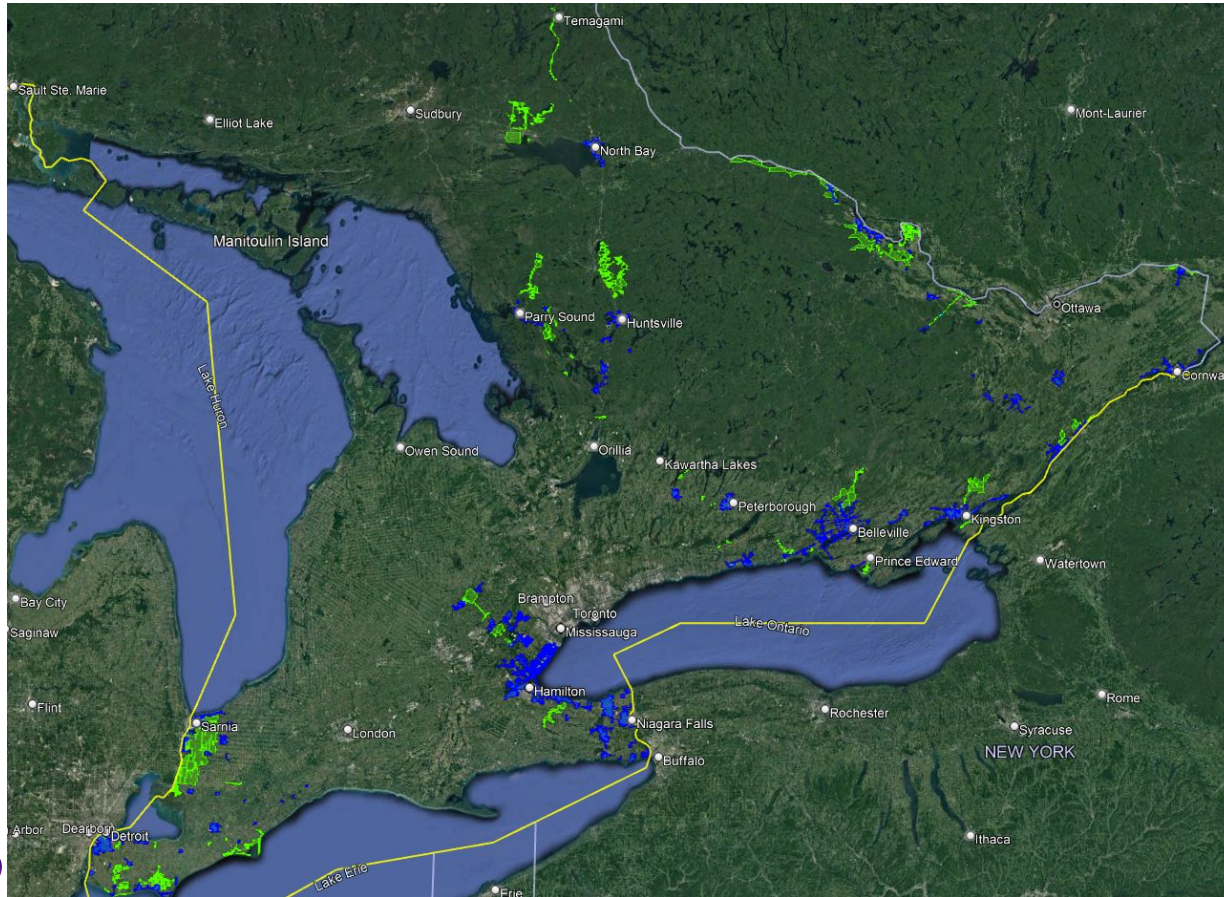 Temagami
Sault Ste. Marie
Elliot Lake
Sudbury
Mont-Laurier
North Bay
Manitoulin Island
Parry Sound
Huntsville
Ottawa
Cornwa
Lake Huron
Owen Sound
Orillia
Kawartha Lakes
Peterborough
Belleville
Kingston
Prince Edward
Watertown
Bay City
Saginaw
Brampton
Toronto
Mississauga
Lake Ontario
Hamilton
Flint
Sarnia
London
Niagara Falls
Rochester
Rome
Syracuse
NEW YORK
Buffalo
n Arbor
Dearborn
Detroit
Ithaca
Lake Erie
Erie